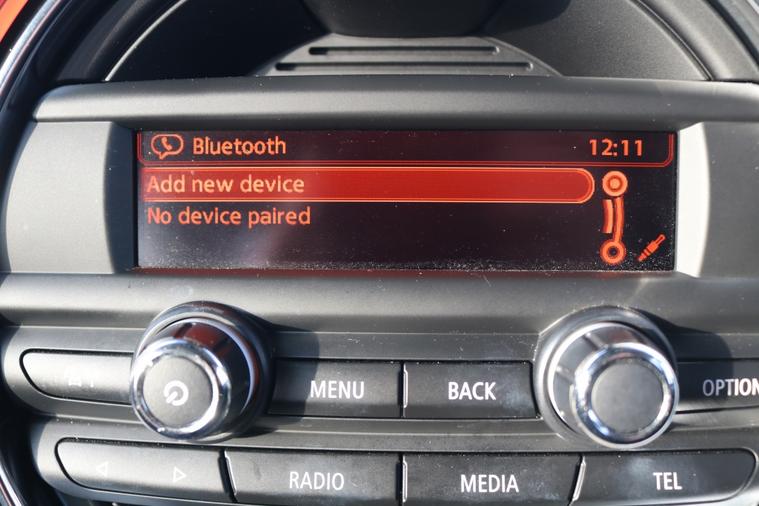 Bluetooth 12:11
Add new device
No device paired
MENU BACK OPTION
RADIO MEDIA TEL